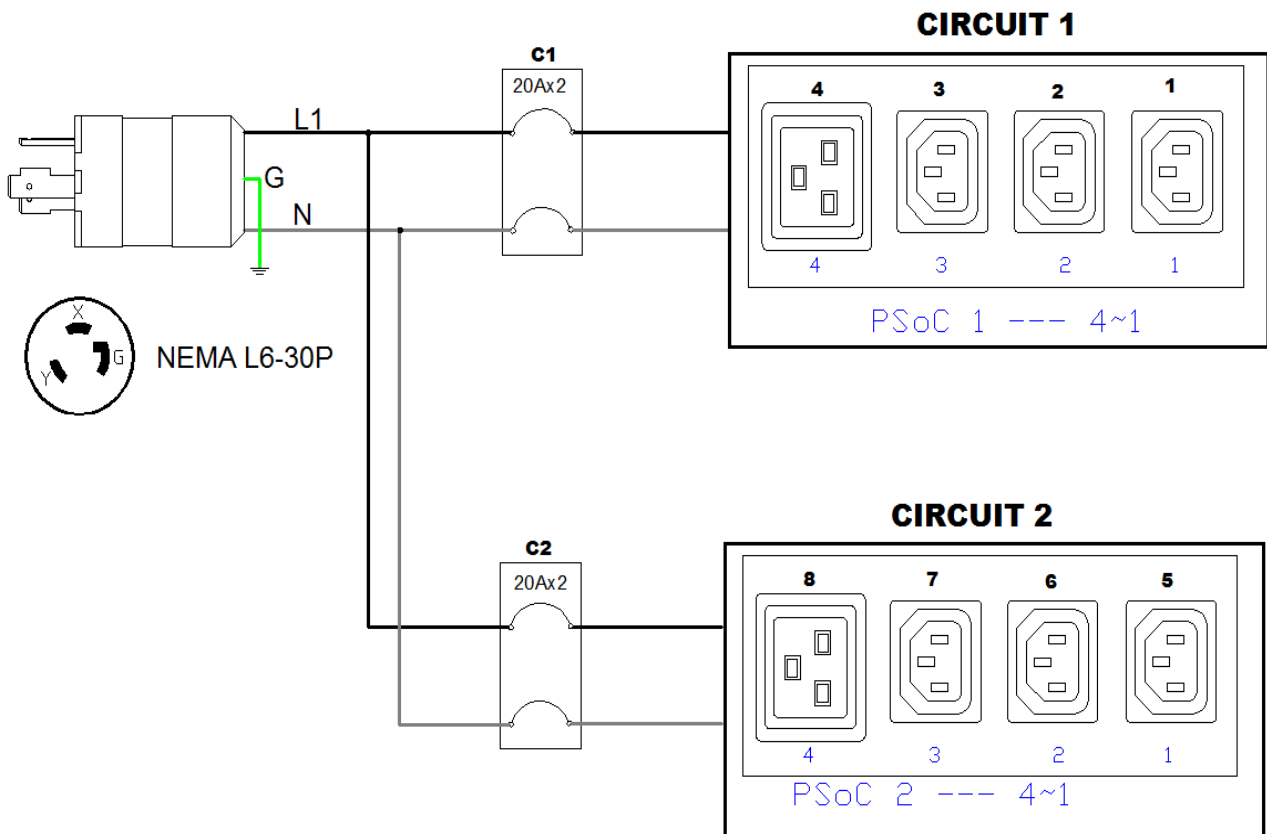 CIRCUIT 1
C1
20Ax2
4 3 2 1
L1
G
N
4 3 2 1
PSoC 1 --- 4~1
X
G
Y
NEMA L6-30P
CIRCUIT 2
C2
20Ax2
8 7 6 5
4 3 2 1
PSoC 2 --- 4~1